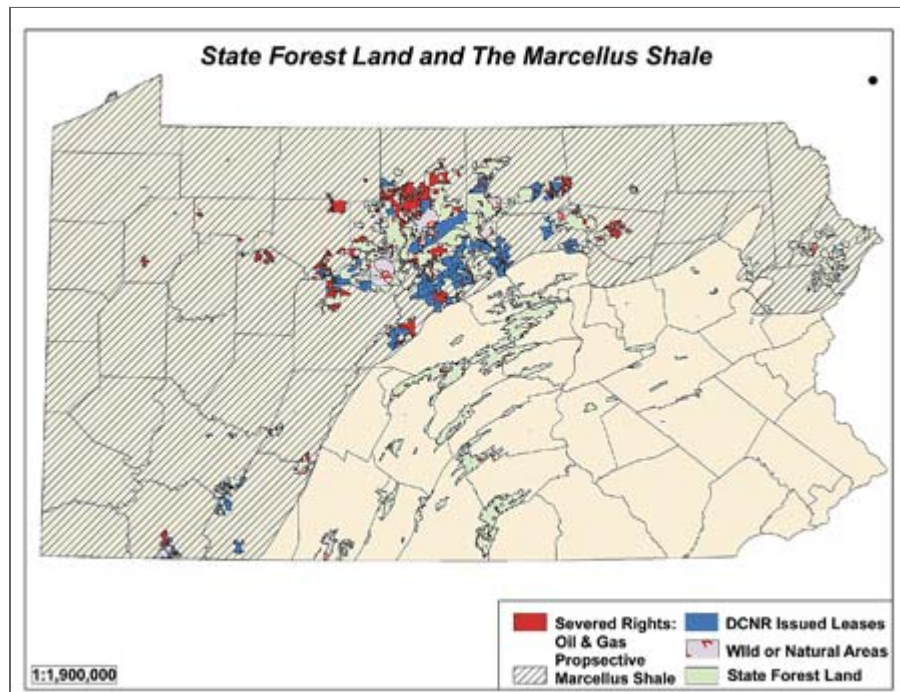 State Forest Land and The Marcellus Shale
Severed Rights:
Oil & Gas
Propsective
Marcellus Shale
DCNR Issued Leases
Wild or Natural Areas
State Forest Land
1:1,900,000